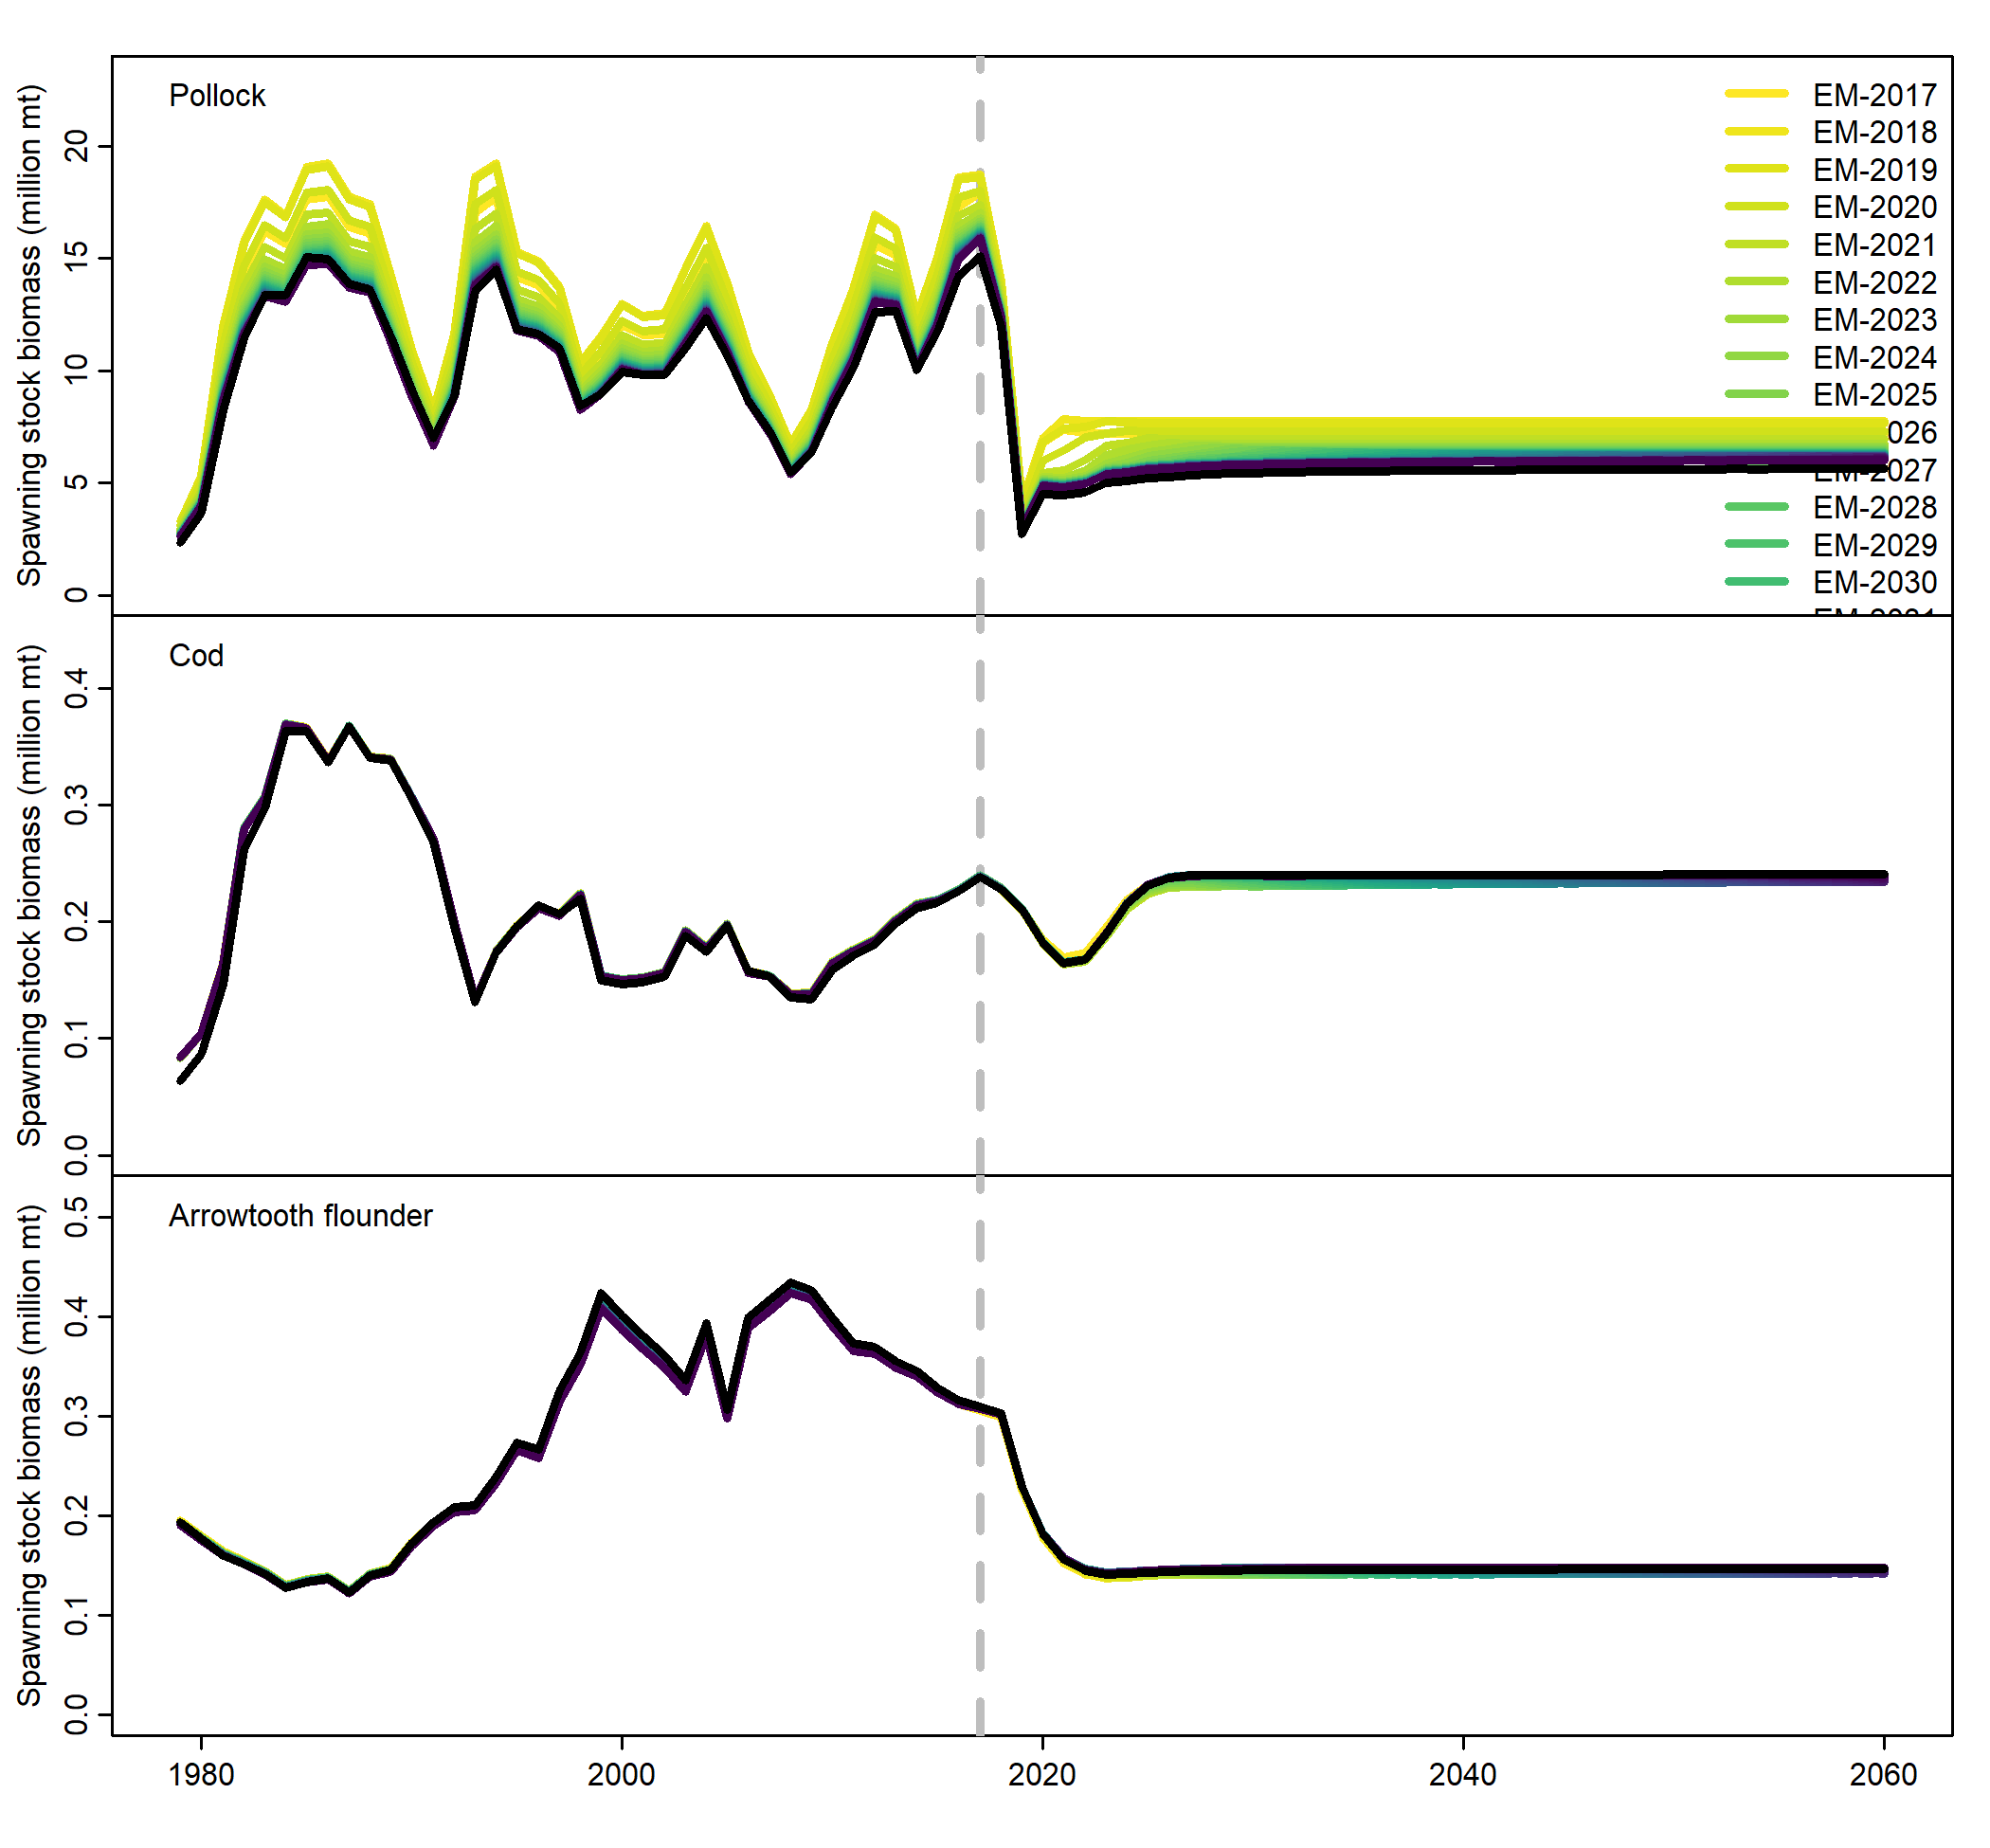 Pollock
Spawning stock biomass (million mt)
20
15
10
5
0
EM-2017
EM-2018
EM-2019
EM-2020
EM-2021
EM-2022
EM-2023
EM-2024
EM-2025
026
EM-2027
EM-2028
EM-2029
EM-2030
Cod
Spawning stock biomass (million mt)
0.4
0.3
0.2
0.1
0.0
Arrowtooth flounder
Spawning stock biomass (million mt)
0.5
0.4
0.3
0.2
0.1
0.0
1980 2000 2020 2040 2060